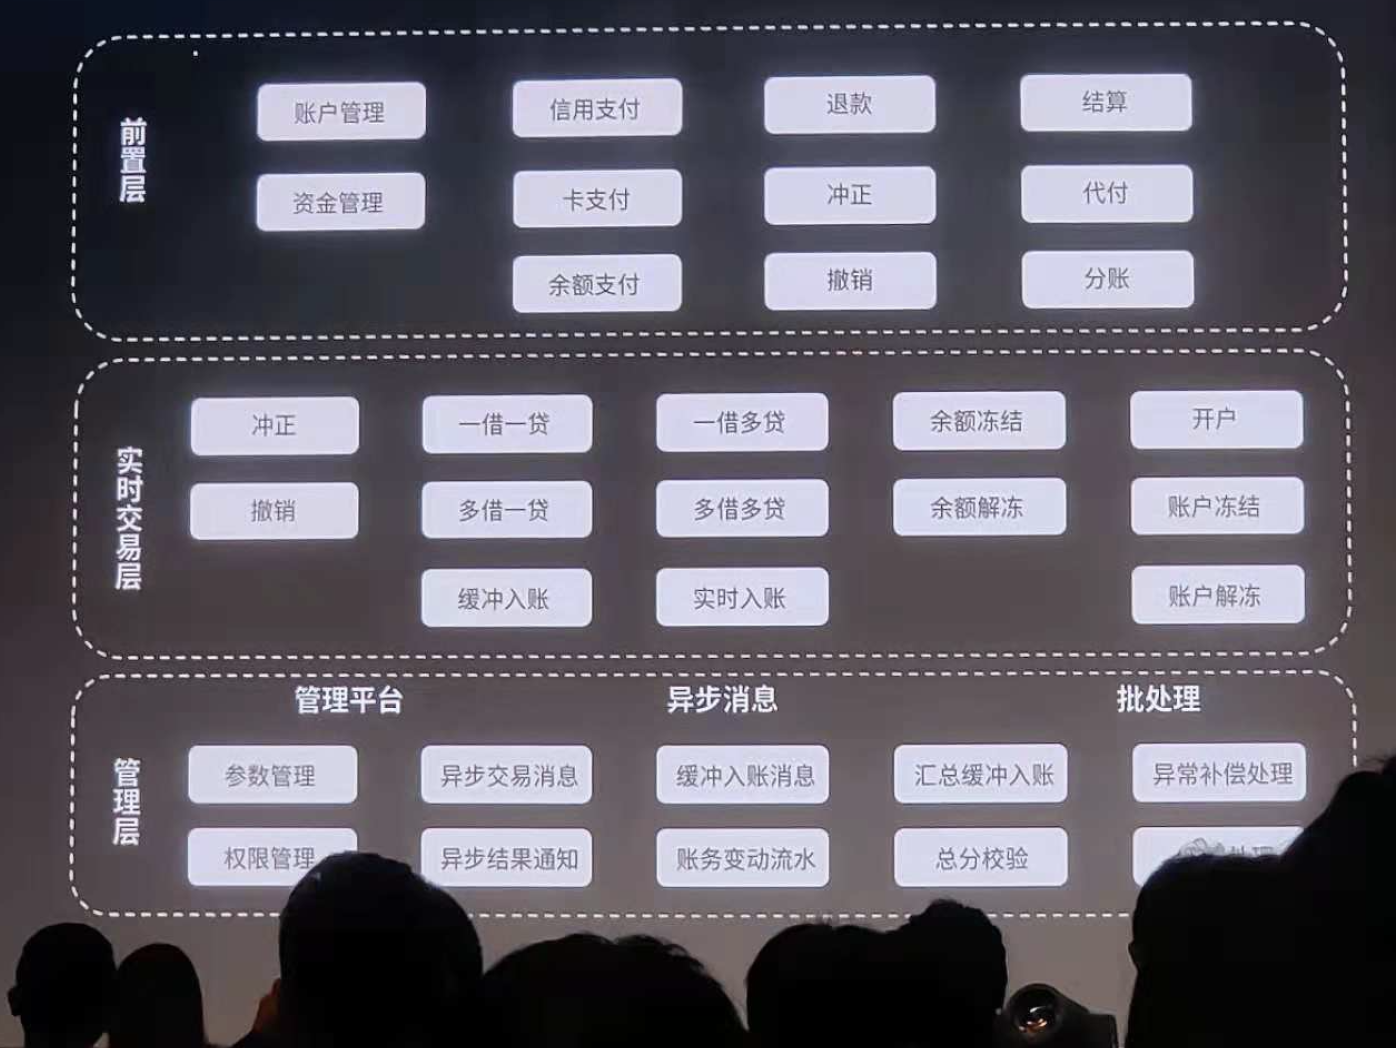 前置层
账户管理
信用支付
退款
结算
资金管理
卡支付
冲正
代付
余额支付
撤销
分账
实时交易层
冲正
一借一贷
一借多贷
余额冻结
开户
撤销
多借一贷
多借多贷
余额解冻
账户冻结
缓冲入账
实时入账
账户解冻
管理层
管理平台
异步消息
批处理
参数管理
异步交易消息
缓冲入账消息
汇总缓冲入账
异常补偿处理
权限管理
异步结果通知
账务变动流水
总分校验
处理